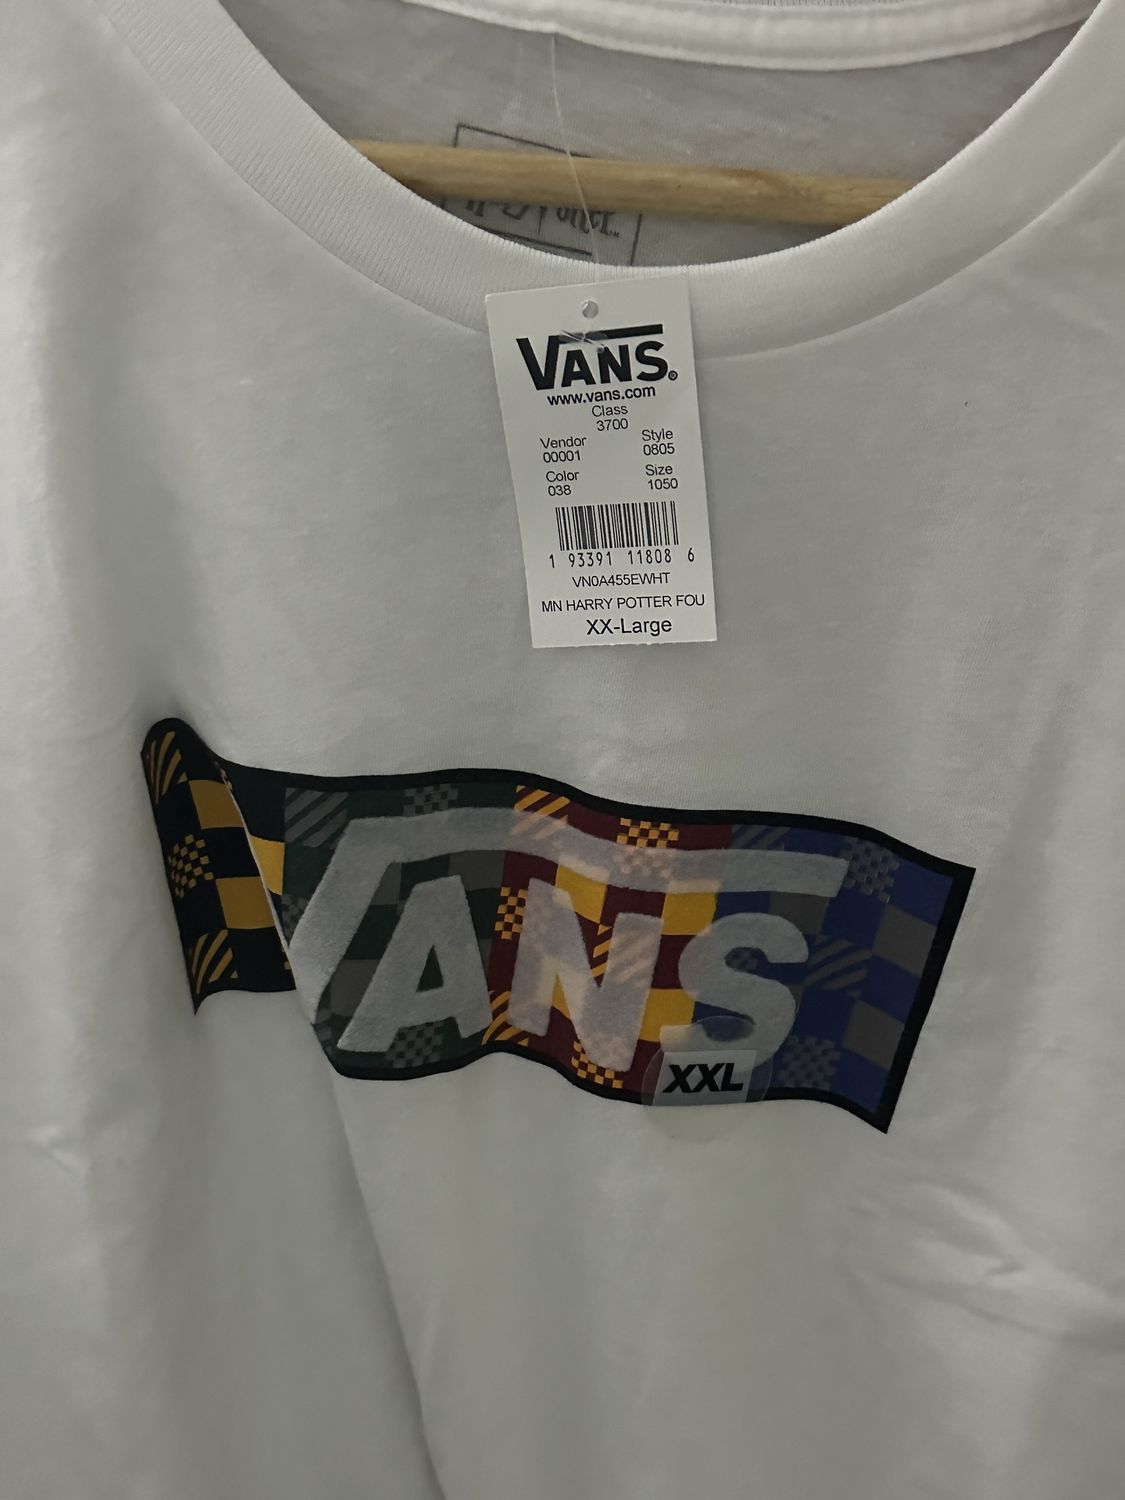 VANS®
www.vans.com
Class
3700
Vendor Style
00001 0805
Color Size
038 1050
1 93391 11808 6
VN0A455EWHT
MN HARRY POTTER FOU
XX-Large
VANS
XXL